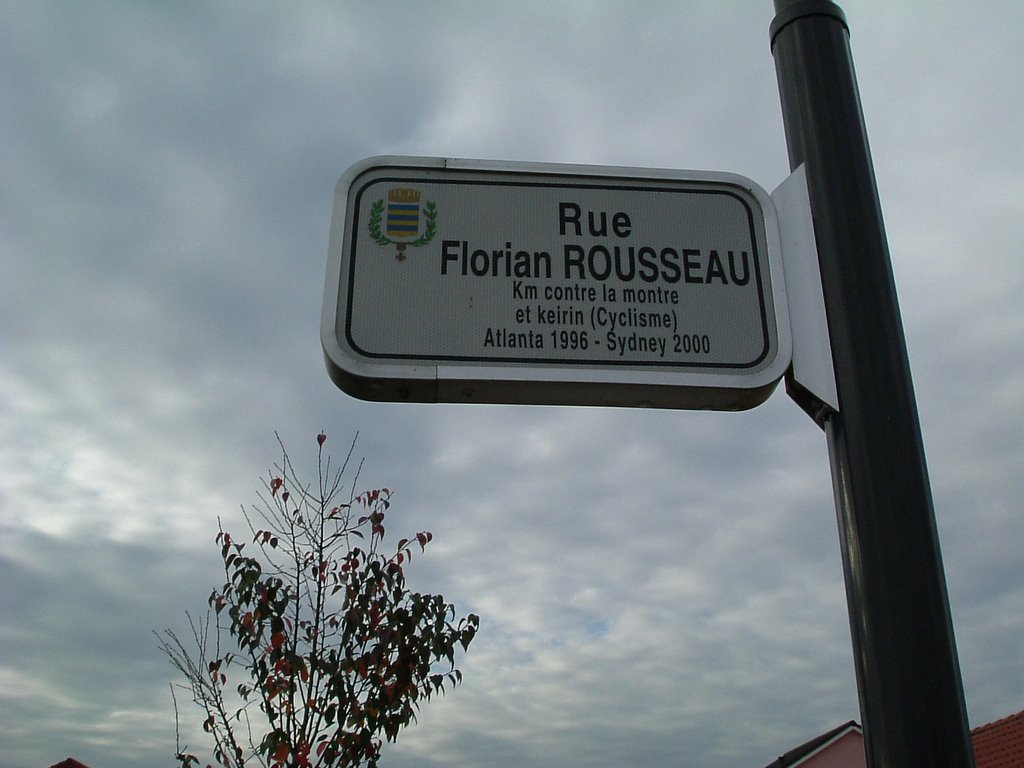 Rue
Florian ROUSSEAU
Km contre la montre
et keirin (Cyclisme)
Atlanta 1996 - Sydney 2000